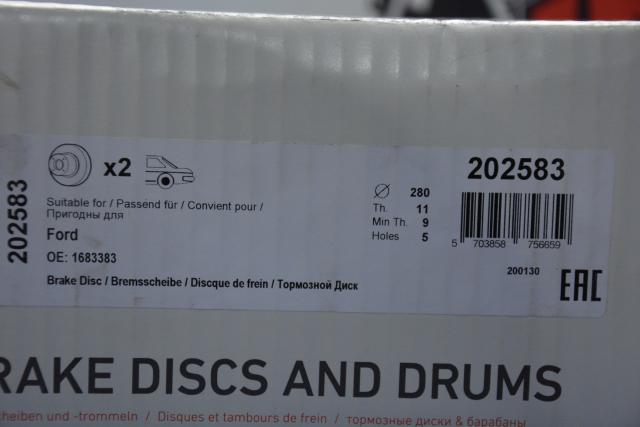 202583
x2
Suitable for / Passend für / Convient pour /
Пригодны для
Ford
OE: 1683383
Brake Disc / Bremsscheibe / Disque de frein / Тормозной Диск
280
Th. 11
Min Th. 9
Holes 5
202583
5 703858 756659
200130
EAC
RAKE DISCS AND DRUMS
cheiben und -trommeln / Disques et tambours de frein / тормозные диски & барабаны